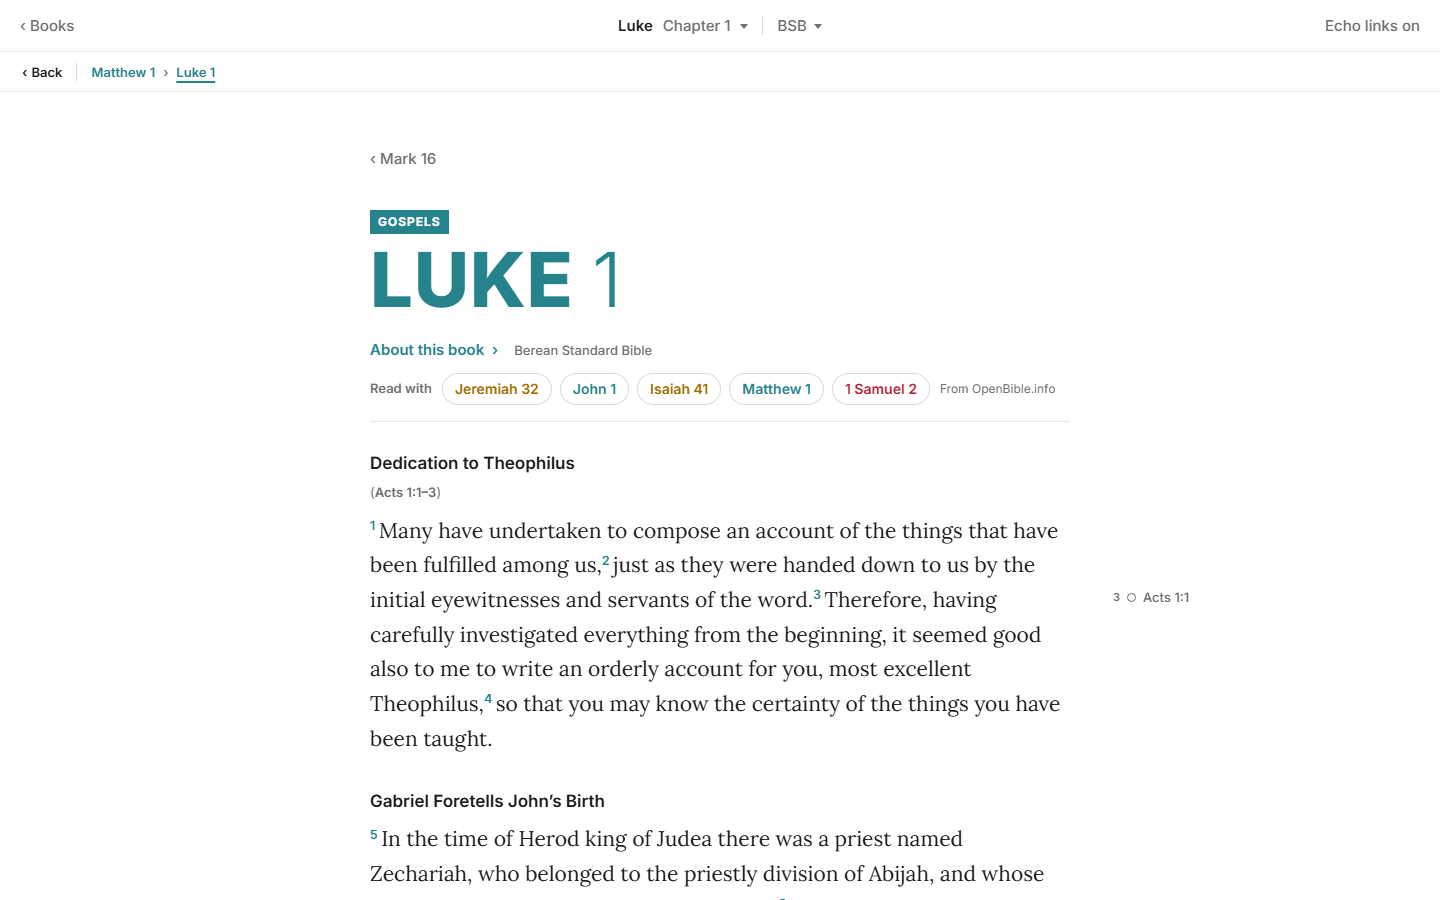 ‹ Books
Luke Chapter 1 BSB
Echo links on
‹ Back Matthew 1 › Luke 1
‹ Mark 16
GOSPELS
LUKE 1
About this book › Berean Standard Bible
Read with Jeremiah 32 John 1 Isaiah 41 Matthew 1 1 Samuel 2 From OpenBible.info
Dedication to Theophilus
(Acts 1:1–3)
1 Many have undertaken to compose an account of the things that have
been fulfilled among us, 2 just as they were handed down to us by the
initial eyewitnesses and servants of the word. 3 Therefore, having
3 Acts 1:1
carefully investigated everything from the beginning, it seemed good
also to me to write an orderly account for you, most excellent
Theophilus, 4 so that you may know the certainty of the things you have
been taught.
Gabriel Foretells John’s Birth
5 In the time of Herod king of Judea there was a priest named
Zechariah, who belonged to the priestly division of Abijah, and whose